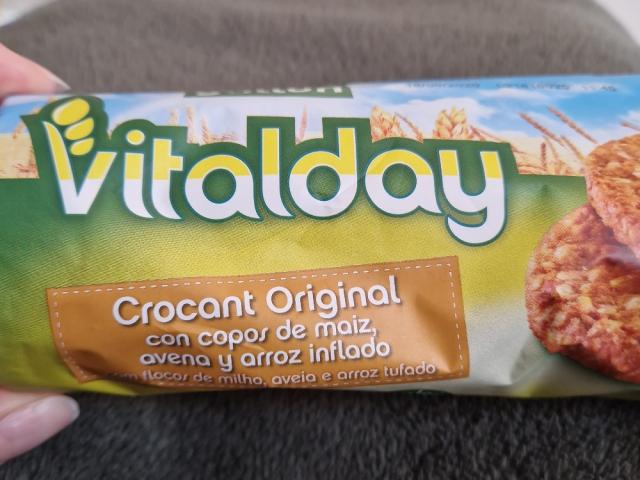 Vitalday
Crocant Original
con copos de maiz,
avena y arroz inflado
com flocos de milho, aveia e arroz tufado